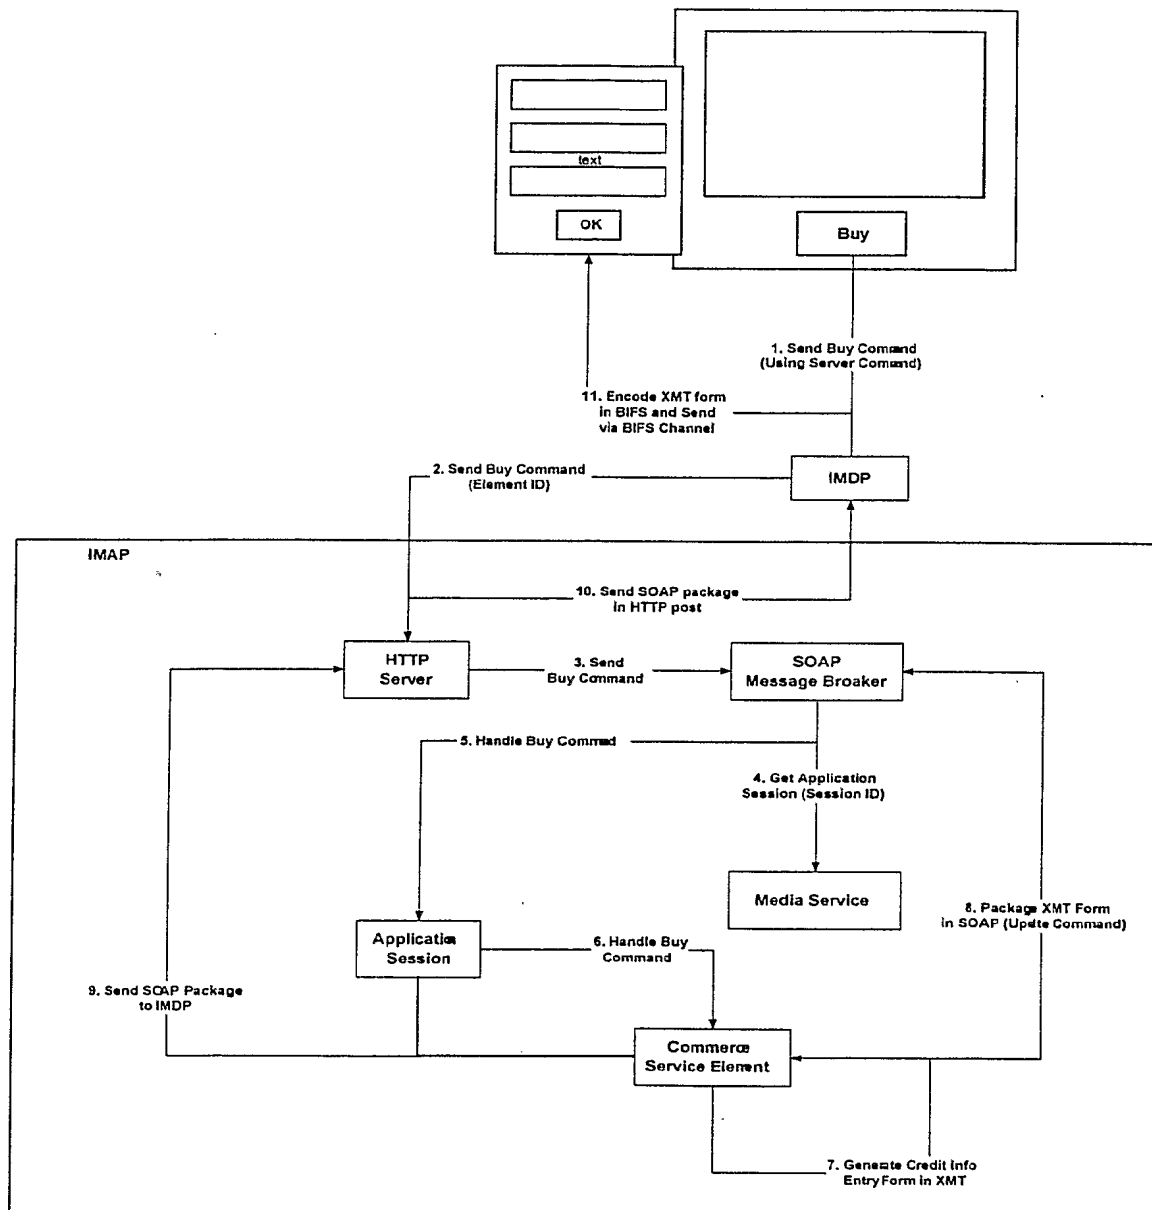 text
OK
Buy
1. Send Buy Command
(Using Server Comand)
11. Encode XMT form
in BIFS and Send
via BIFS Channel
2. Send Buy Command
(Element ID)
IMDP
IMAP
10. Send SOAP package
in HTTP post
HTTP
Server
3. Send
Buy Command
SOAP
Message Broaker
5. Handle Buy Commad
4. Get Application
Session (Session ID)
Media Service
8. Package XMT Form
in SOAP (Update Command)
Application
Session
6. Handle Buy
Command
9. Send SOAP Package
to IMDP
Commerce
Service Element
7. Generate Credit Info
Entry Form in XMT